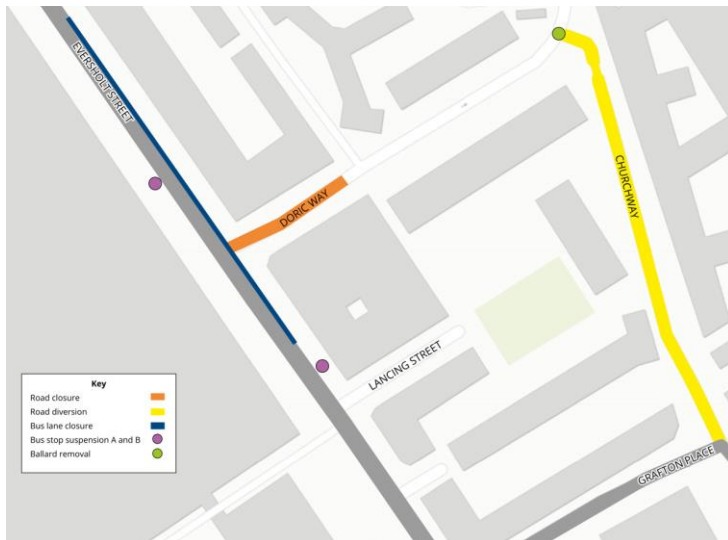 EVERSHOLT STREET
DORIC WAY
CHURCHWAY
LANCING STREET
GRAFTON PLACE
Key
Road closure
Road diversion
Bus lane closure
Bus stop suspension A and B
Ballard removal